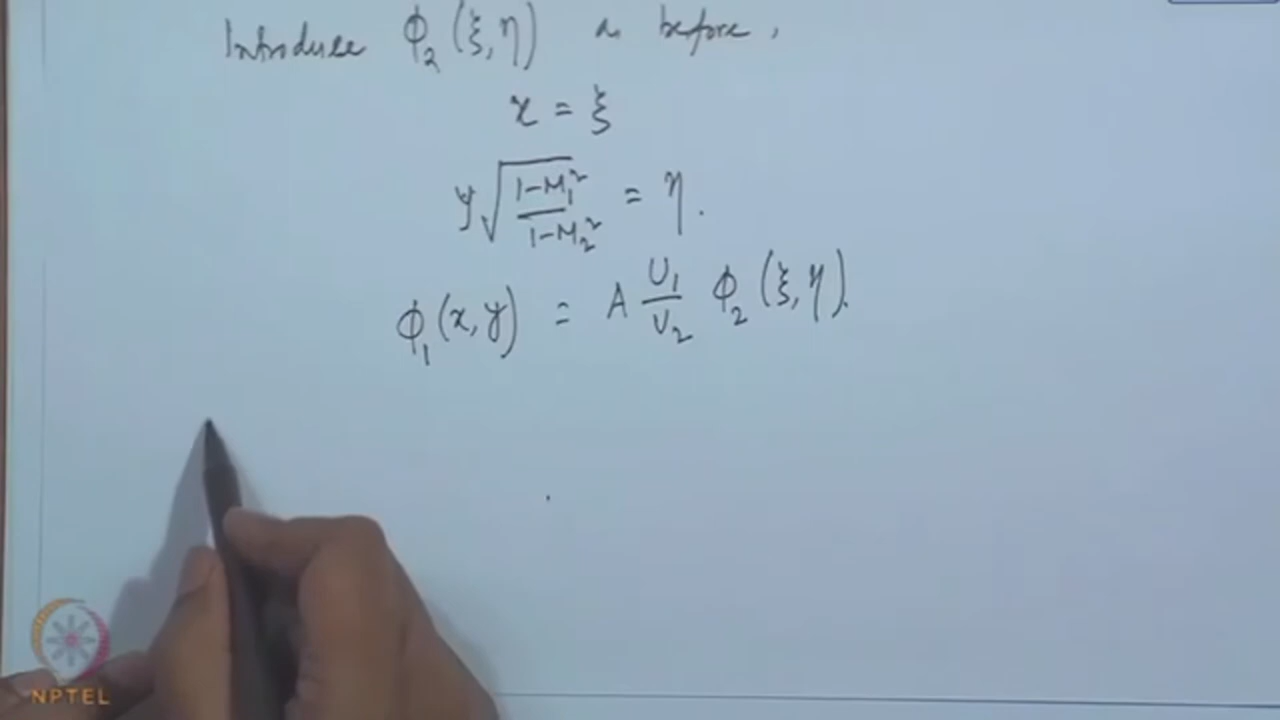 Introduce ϕ₂(ξ,η) as before,
x = ξ
y√((1-M₁²)/(1-M₂²)) = η.
ϕ₁(x,y) = A U₁/U₂ ϕ₂(ξ,η).
NPTEL